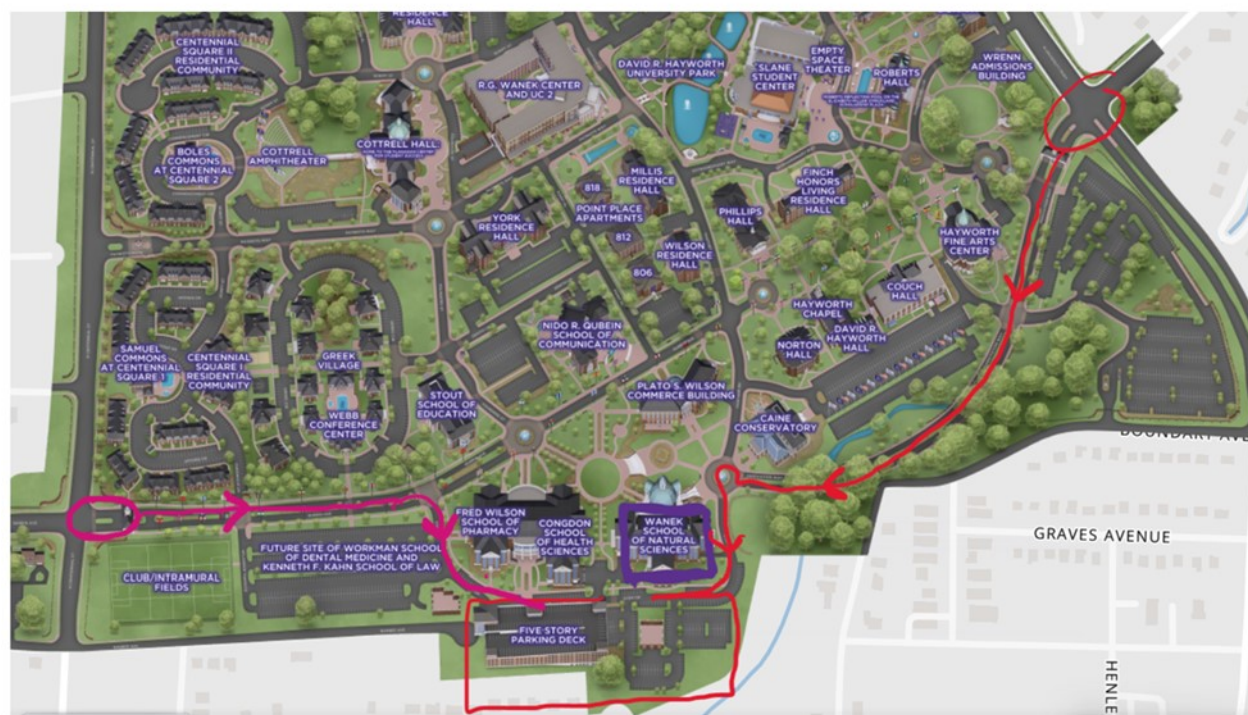 RESIDENCE
HALL
CENTENNIAL
SQUARE II
RESIDENTIAL
COMMUNITY
R.G. WANEK CENTER
AND UC 2
DAVID R. HAYWORTH
UNIVERSITY PARK
SLANE
STUDENT
CENTER
EMPTY
SPACE
THEATER
ROBERTS
HALL
WRENN
ADMISSIONS
BUILDING
BOLES
COMMONS
AT CENTENNIAL
SQUARE 2
COTTRELL
AMPHITHEATER
COTTRELL HALL
818
MILLIS
RESIDENCE
HALL
POINT PLACE
APARTMENTS
812
806
YORK
RESIDENCE
HALL
WILSON
RESIDENCE
HALL
PHILLIPS
HALL
FINCH
HONORS
LIVING
RESIDENCE
HALL
HAYWORTH
FINE ARTS
CENTER
COUCH
HALL
HAYWORTH
CHAPEL
DAVID R.
HAYWORTH
HALL
NORTON
HALL
NIDO R. QUBEIN
SCHOOL OF
COMMUNICATION
SAMUEL
COMMONS
AT CENTENNIAL
SQUARE 1
CENTENNIAL
SQUARE I
RESIDENTIAL
COMMUNITY
GREEK
VILLAGE
WEBB
CONFERENCE
CENTER
STOUT
SCHOOL OF
EDUCATION
PLATO S. WILSON
COMMERCE BUILDING
CAINE
CONSERVATORY
FRED WILSON
SCHOOL OF
PHARMACY
CONGDON
SCHOOL
OF HEALTH
SCIENCES
WANEK
SCHOOL
OF NATURAL
SCIENCES
FUTURE SITE OF WORKMAN SCHOOL
OF DENTAL MEDICINE AND
KENNETH F. KAHN SCHOOL OF LAW
CLUB/INTRAMURAL
FIELDS
FIVE STORY
PARKING DECK
GRAVES AVENUE
HENLE